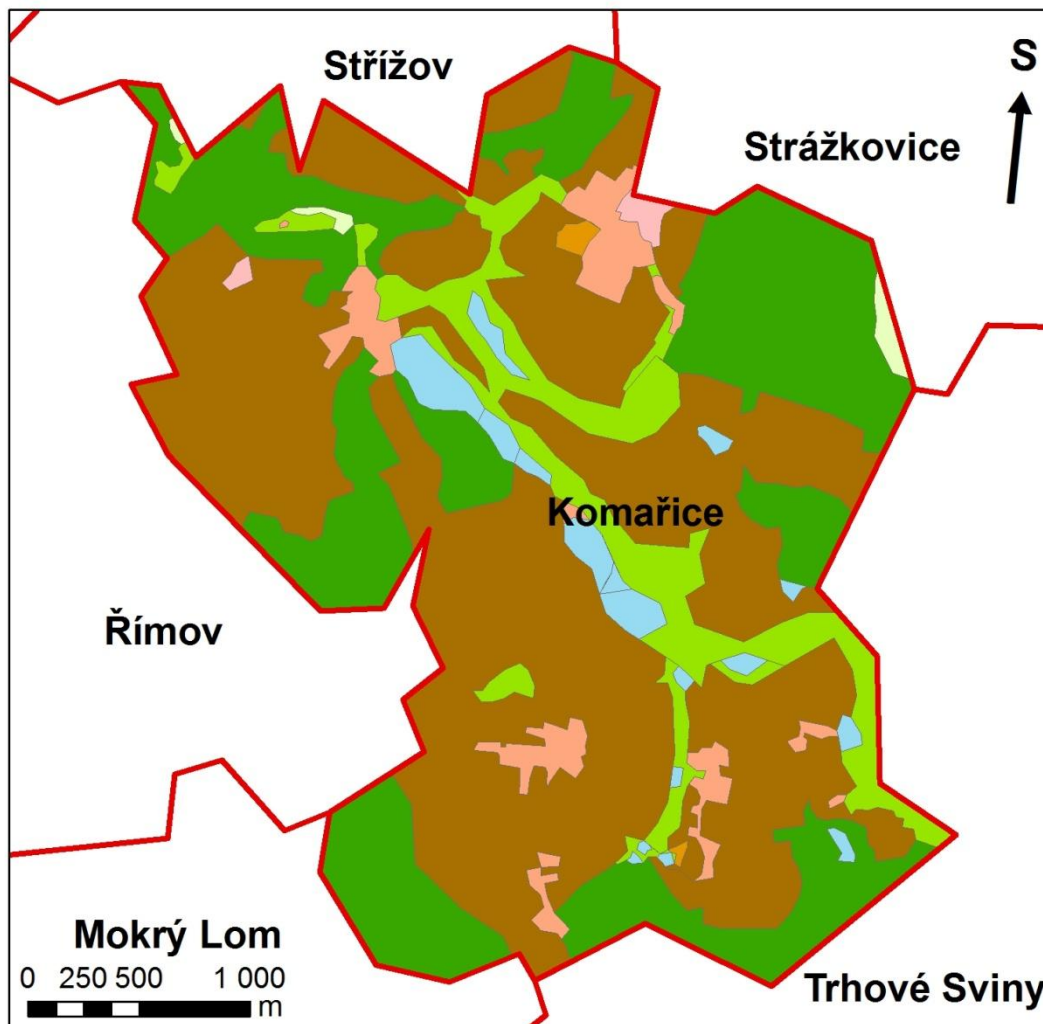 Střížov
S
Strážkovice
Komařice
Římov
Mokrý Lom
0 250 500 1 000
m
Trhové Sviny